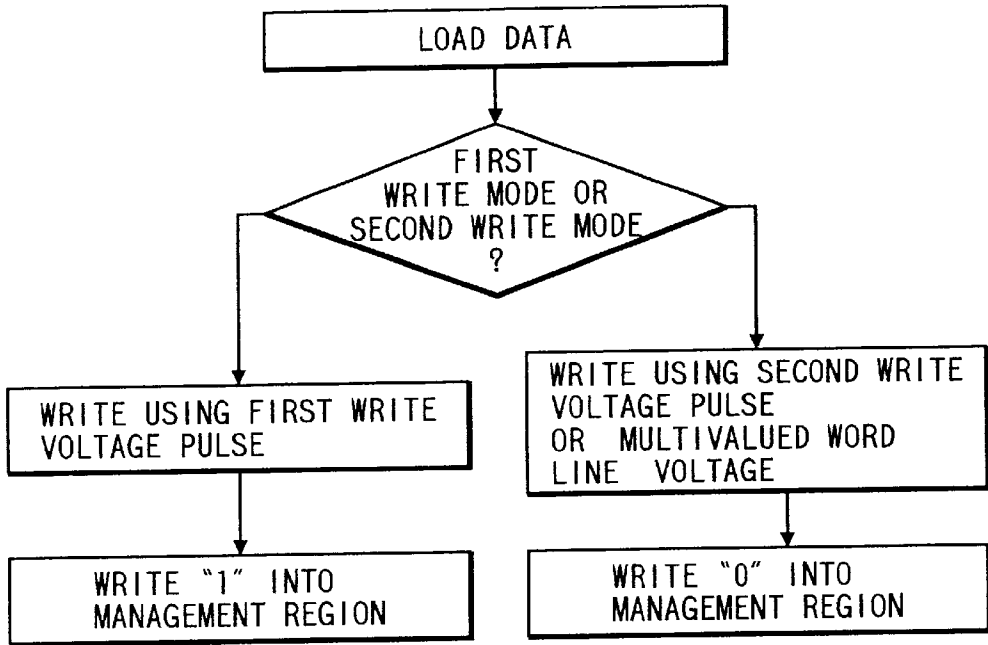 LOAD DATA
FIRST
WRITE MODE OR
SECOND WRITE MODE
?
WRITE USING FIRST WRITE
VOLTAGE PULSE
WRITE "1" INTO
MANAGEMENT REGION
WRITE USING SECOND WRITE
VOLTAGE PULSE
OR MULTIVALUED WORD
LINE VOLTAGE
WRITE "0" INTO
MANAGEMENT REGION